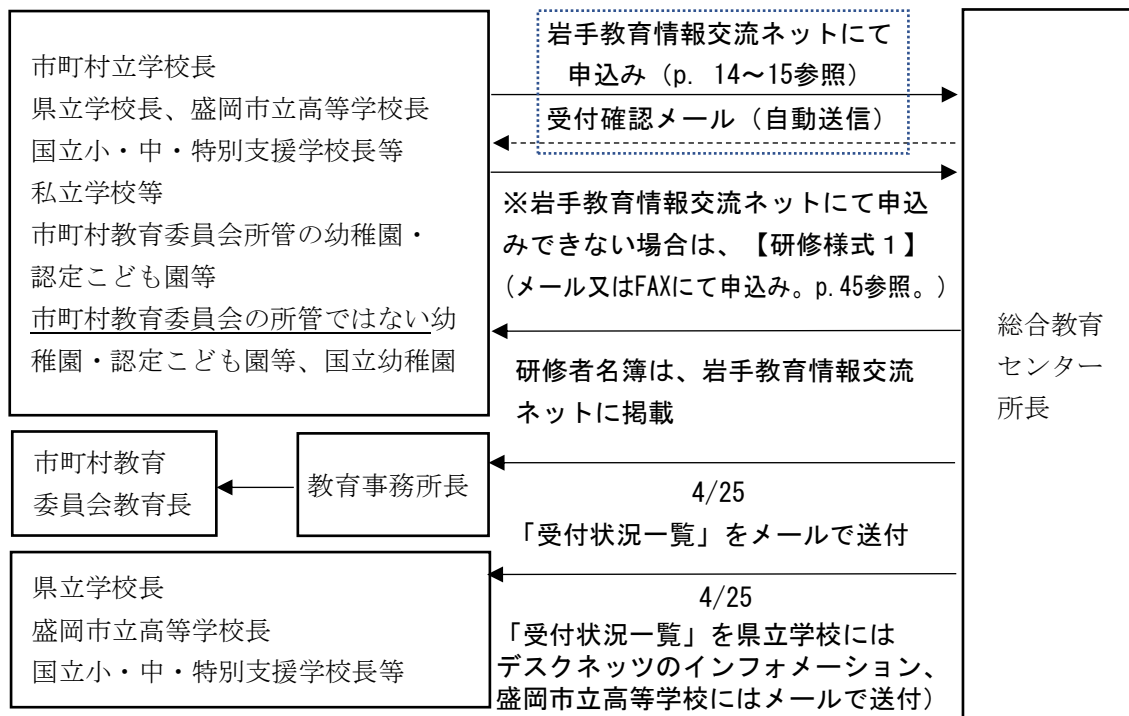 市町村立学校長
県立学校長、盛岡市立高等学校長
国立小・中・特別支援学校長等
私立学校等
市町村教育委員会所管の幼稚園・
認定こども園等
市町村教育委員会の所管ではない幼
稚園・認定こども園等、国立幼稚園
岩手教育情報交流ネットにて
申込み（p. 14～15参照）
受付確認メール（自動送信）
※岩手教育情報交流ネットにて申込
みできない場合は、【研修様式１】
（メール又はFAXにて申込み。p.45参照。）
研修者名簿は、岩手教育情報交流
ネットに掲載
総合教育
センター
所長
市町村教育
委員会教育長
教育事務所長
4/25
「受付状況一覧」をメールで送付
県立学校長
盛岡市立高等学校長
国立小・中・特別支援学校長等
4/25
「受付状況一覧」を県立学校には
デスクネッツのインフォメーション、
盛岡市立高等学校にはメールで送付）